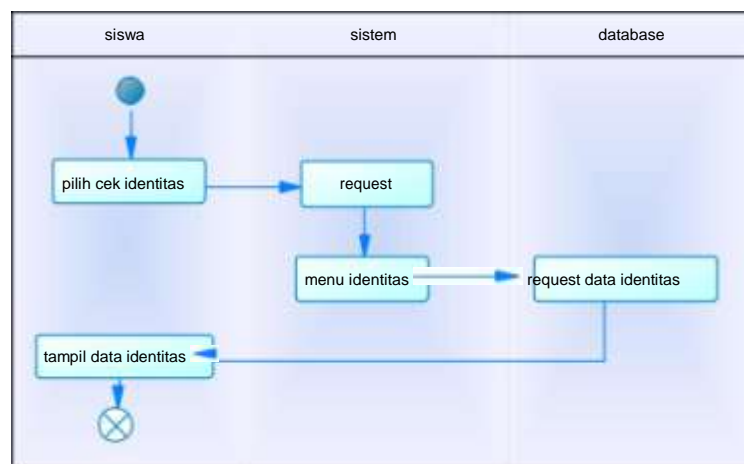 siswa
sistem
database
pilih cek identitas
request
menu identitas
request data identitas
tampil data identitas